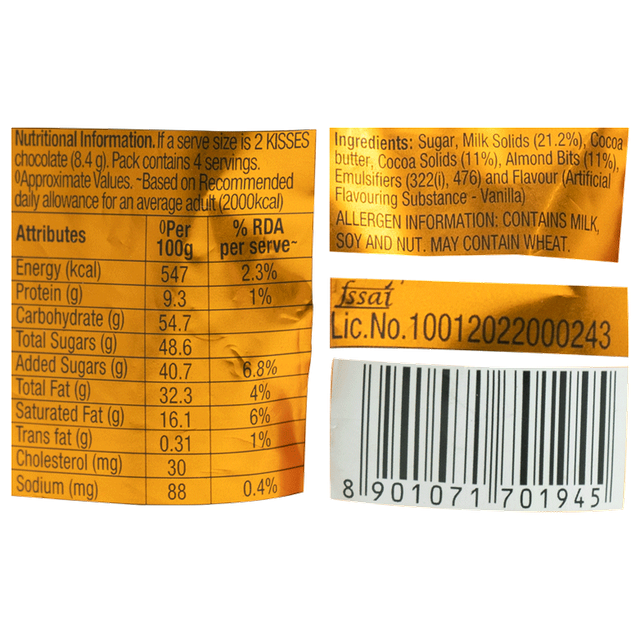 Nutritional Information. If a serve size is 2 KISSES
chocolate (8.4 g). Pack contains 4 servings.
◊Approximate Values. ~Based on Recommended
daily allowance for an average adult (2000kcal)
Attributes ◊Per 100g % RDA per serve~
Energy (kcal) 547 2.3%
Protein (g) 9.3 1%
Carbohydrate (g) 54.7
Total Sugars (g) 48.6
Added Sugars (g) 40.7 6.8%
Total Fat (g) 32.3 4%
Saturated Fat (g) 16.1 6%
Trans fat (g) 0.31 1%
Cholesterol (mg) 30
Sodium (mg) 88 0.4%
Ingredients: Sugar, Milk Solids (21.2%), Cocoa
butter, Cocoa Solids (11%), Almond Bits (11%),
Emulsifiers (322(i), 476) and Flavour (Artificial
Flavouring Substance - Vanilla)
ALLERGEN INFORMATION: CONTAINS MILK,
SOY AND NUT. MAY CONTAIN WHEAT.
fssai
Lic.No.10012022000243
8 901071 701945